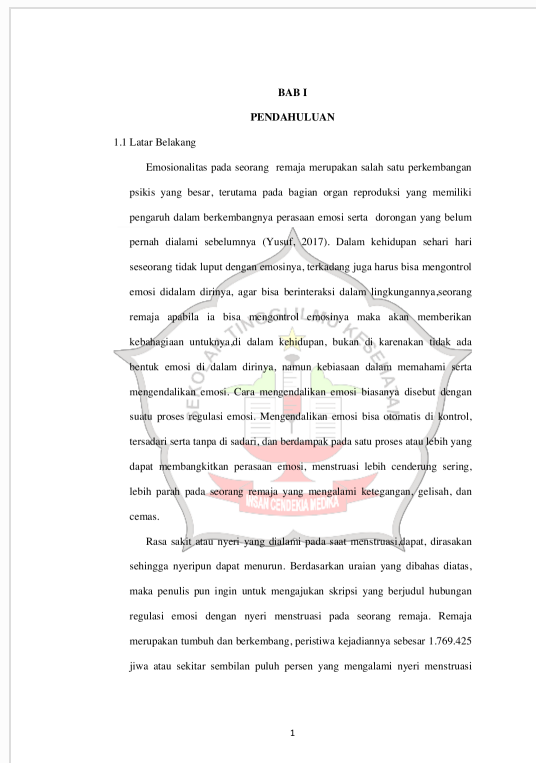 BAB I
PENDAHULUAN
1.1 Latar Belakang
Emosionalitas pada seorang remaja merupakan salah satu perkembangan
psikis yang besar, terutama pada bagian organ reproduksi yang memiliki
pengaruh dalam berkembangnya perasaan emosi serta dorongan yang belum
pernah dialami sebelumnya (Yusuf, 2017). Dalam kehidupan sehari hari
seseorang tidak luput dengan emosinya, terkadang juga harus bisa mengontrol
emosi didalam dirinya, agar bisa berinteraksi dalam lingkungannya,seorang
remaja apabila ia bisa mengontrol emosinya maka akan memberikan
kebahagiaan untuknya,di dalam kehidupan, bukan di karenakan tidak ada
bentuk emosi di dalam dirinya, namun kebiasaan dalam memahami serta
mengendalikan emosi. Cara mengendalikan emosi biasanya disebut dengan
suatu proses regulasi emosi. Mengendalikan emosi bisa otomatis di kontrol,
tersadari serta tanpa di sadari, dan berdampak pada satu proses atau lebih yang
dapat membangkitkan perasaan emosi, menstruasi lebih cenderung sering,
lebih parah pada seorang remaja yang mengalami ketegangan, gelisah, dan
cemas.
Rasa sakit atau nyeri yang dialami pada saat menstruasi,dapat, dirasakan
sehingga nyeripun dapat menurun. Berdasarkan uraian yang dibahas diatas,
maka penulis pun ingin untuk mengajukan skripsi yang berjudul hubungan
regulasi emosi dengan nyeri menstruasi pada seorang remaja. Remaja
merupakan tumbuh dan berkembang, peristiwa kejadiannya sebesar 1.769.425
jiwa atau sekitar sembilan puluh persen yang mengalami nyeri menstruasi
SEKOLAH TINGGI ILMU KESEHATAN
INSAN CENDEKIA MEDIKA
1